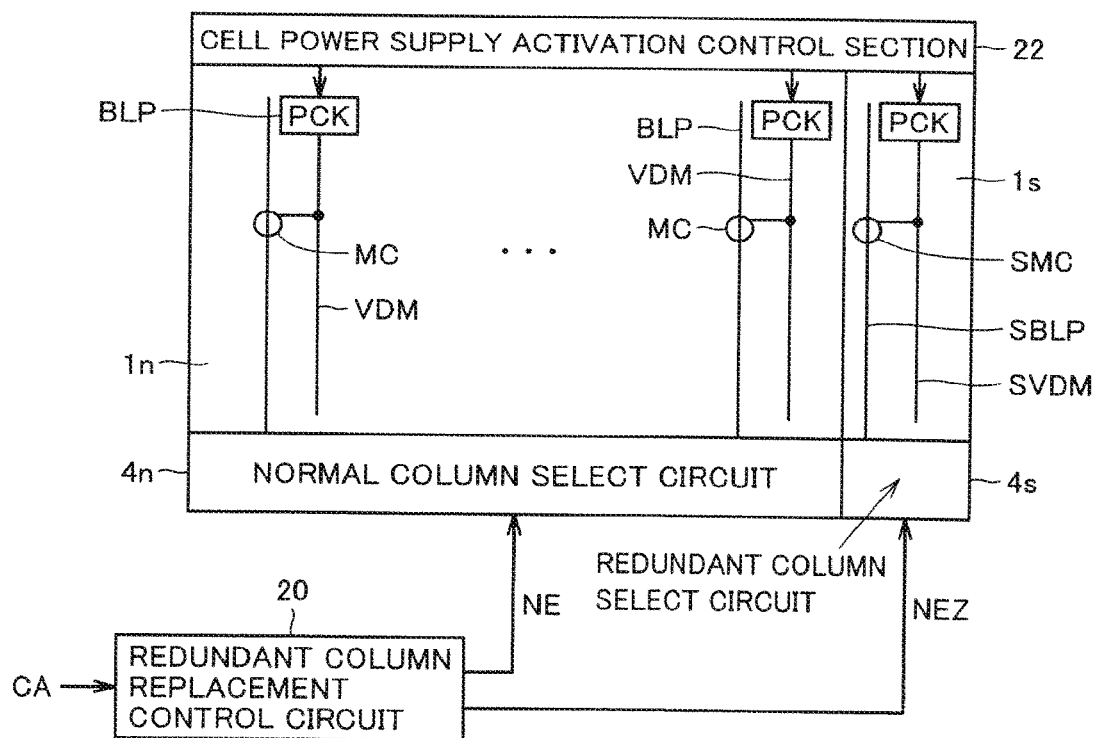 CELL POWER SUPPLY ACTIVATION CONTROL SECTION
22
BLP
PCK
BLP
PCK
PCK
VDM
1s
MC
MC
SMC
...
VDM
SBLP
1n
SVDM
4n
NORMAL COLUMN SELECT CIRCUIT
4s
REDUNDANT COLUMN
SELECT CIRCUIT
20
NE
NEZ
CA
REDUNDANT COLUMN
REPLACEMENT
CONTROL CIRCUIT